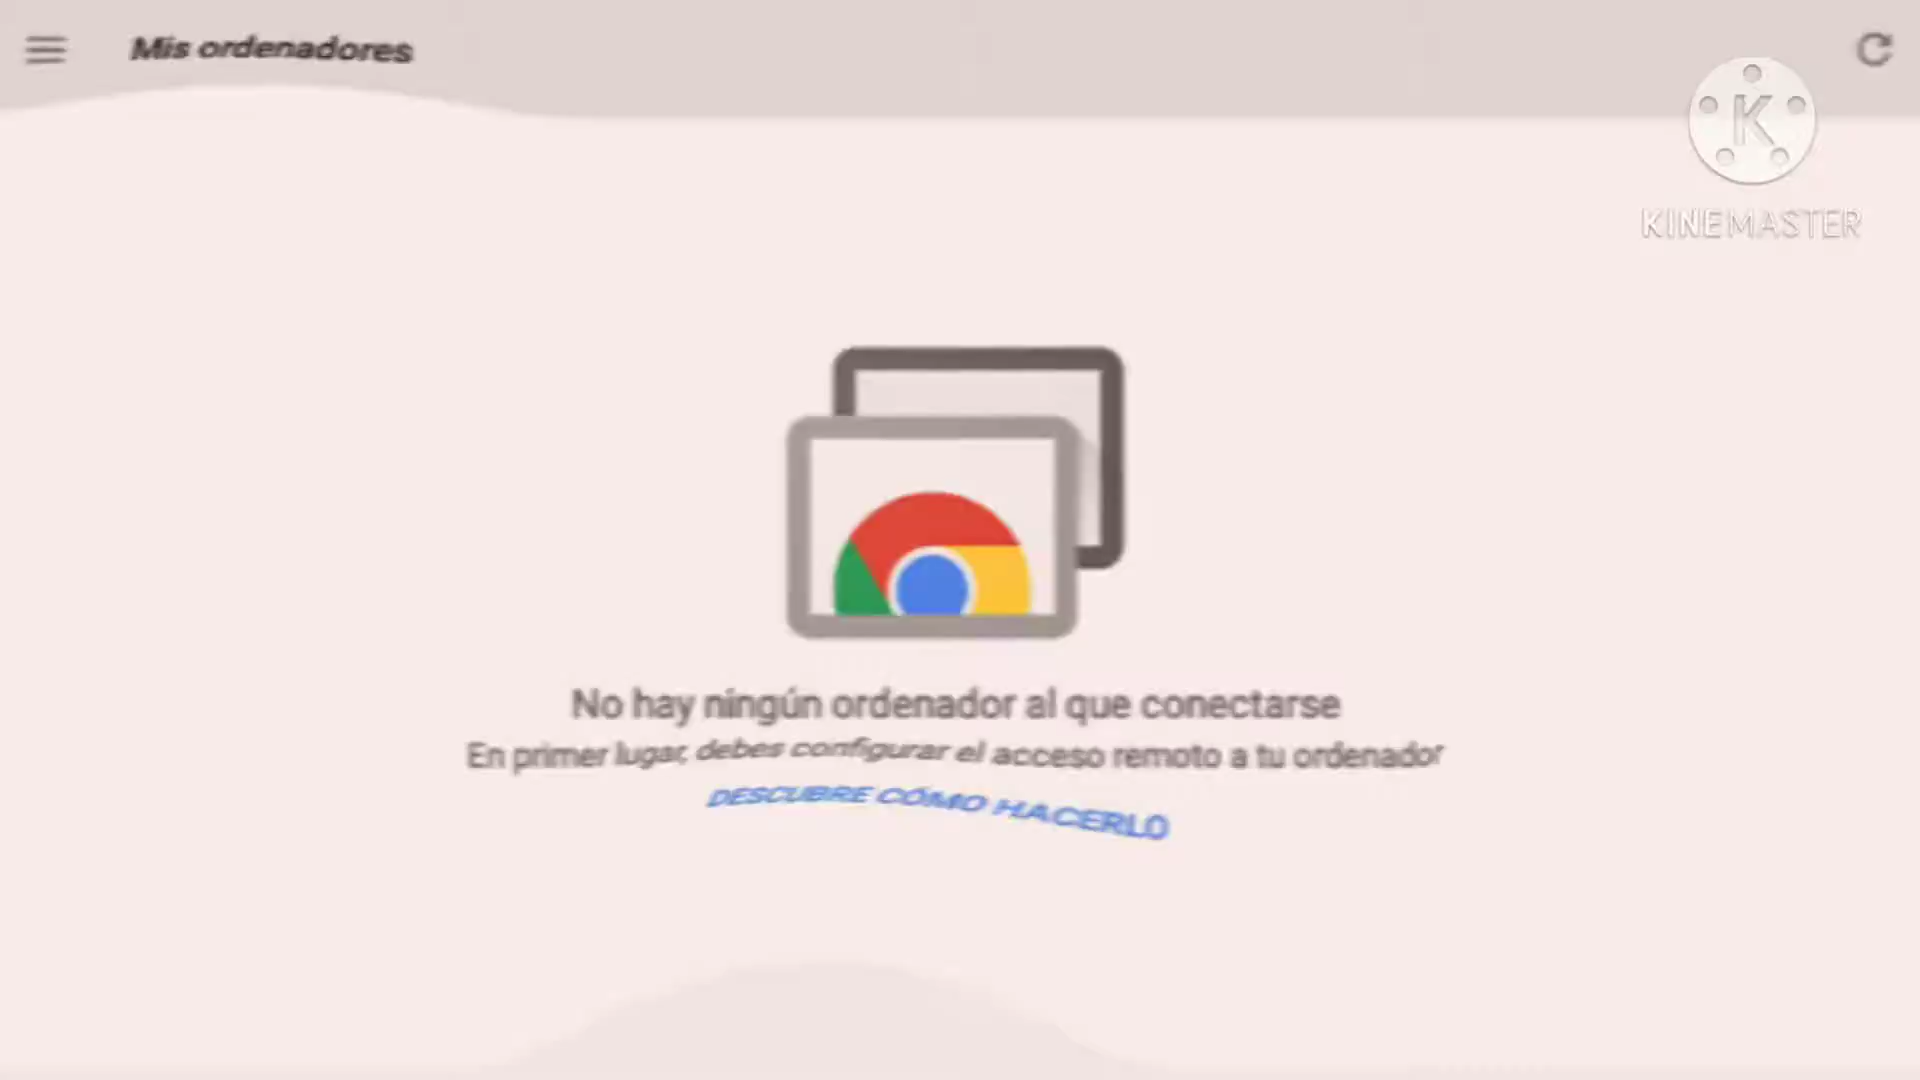 Mis ordenadores
K
KINEMASTER
No hay ningún ordenador al que conectarse
En primer lugar, debes configurar el acceso remoto a tu ordenador
DESCUBRE CÓMO HACERLO